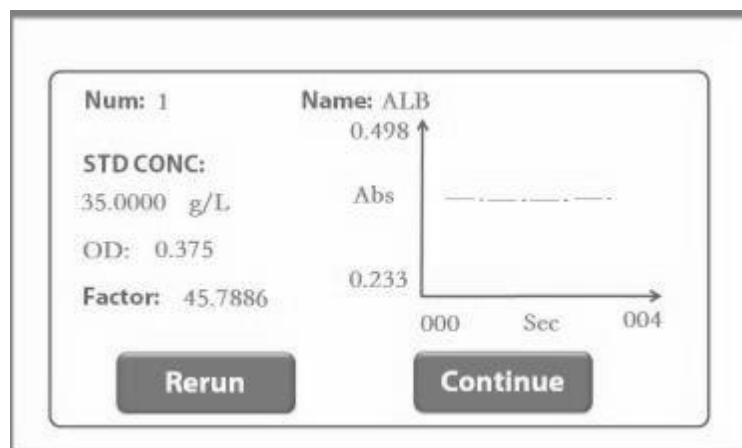 Num: 1
Name: ALB
0.498
STD CONC:
35.0000 g/L
Abs
OD: 0.375
0.233
Factor: 45.7886
000 Sec 004
Rerun
Continue